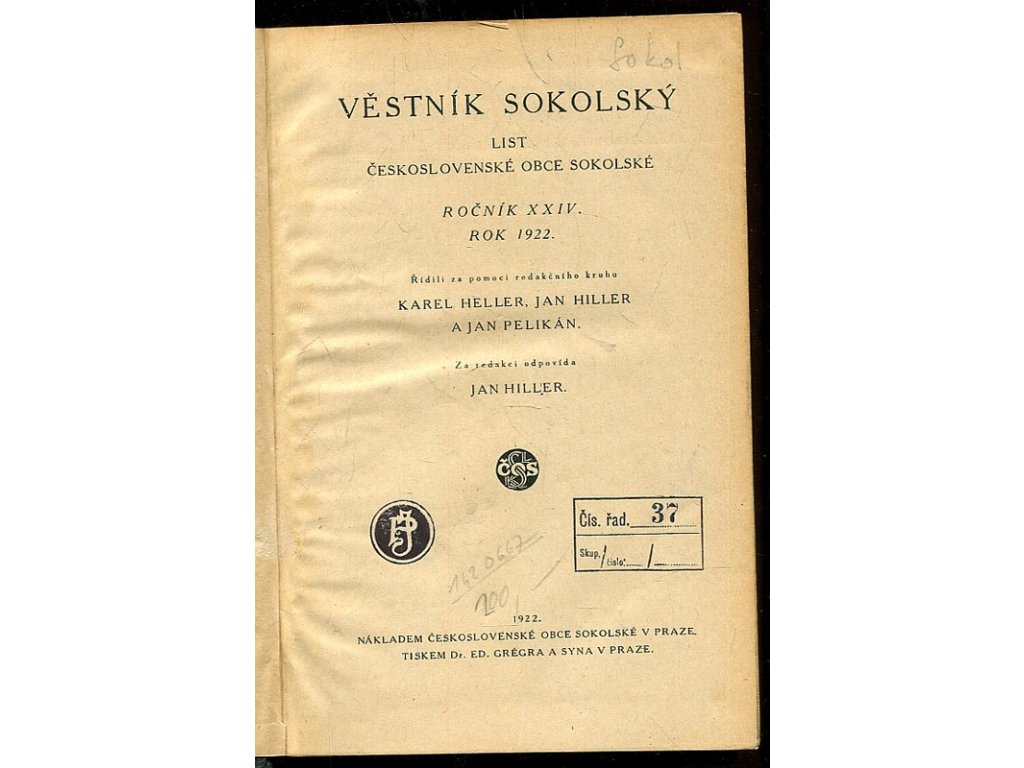 Sokol
VĚSTNÍK SOKOLSKÝ
LIST
ČESKOSLOVENSKÉ OBCE SOKOLSKÉ
ROČNÍK XXIV.
ROK 1922.
Řídili za pomoci redakčního kruhu
KAREL HELLER, JAN HILLER
A JAN PELIKÁN.
Za redakci odpovídá
JAN HILLER.
Čís. řad. 37
Skup. / číslo: /
1420667
200
1922.
NÁKLADEM ČESKOSLOVENSKÉ OBCE SOKOLSKÉ V PRAZE.
TISKEM Dr. ED. GRÉGRA A SYNA V PRAZE.